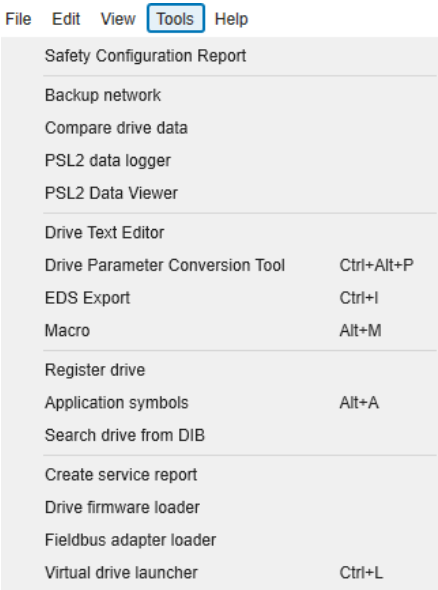 File Edit View Tools Help
Safety Configuration Report
Backup network
Compare drive data
PSL2 data logger
PSL2 Data Viewer
Drive Text Editor
Drive Parameter Conversion Tool Ctrl+Alt+P
EDS Export Ctrl+I
Macro Alt+M
Register drive
Application symbols Alt+A
Search drive from DIB
Create service report
Drive firmware loader
Fieldbus adapter loader
Virtual drive launcher Ctrl+L